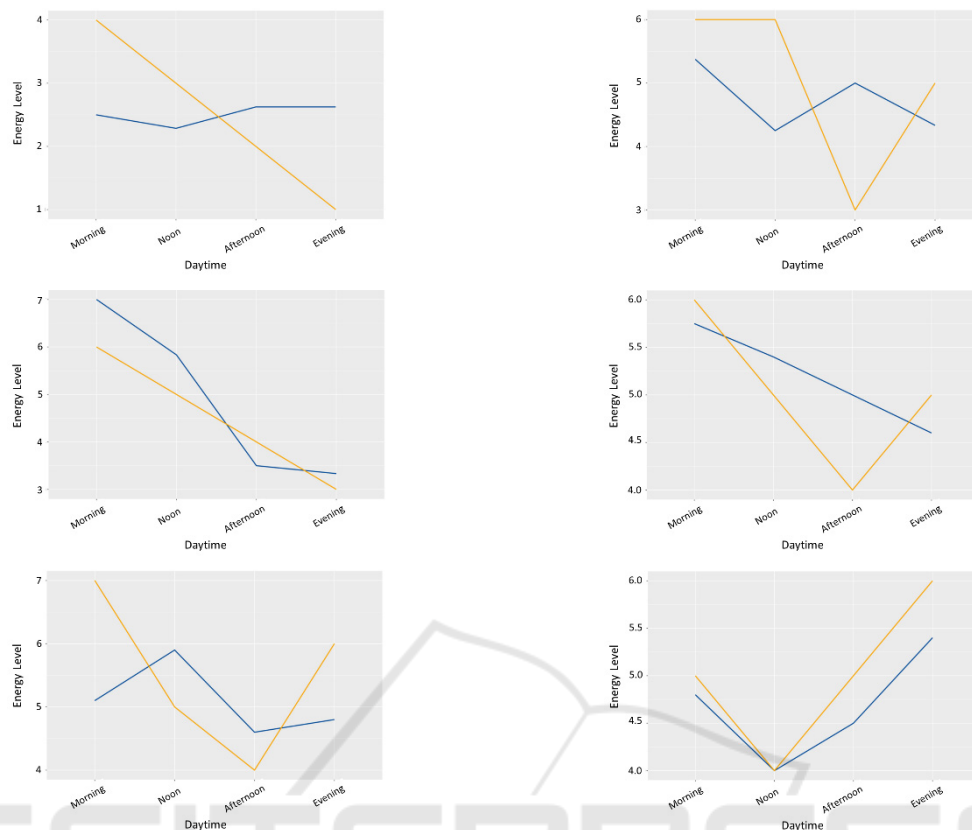 4
3
2
1
Energy Level
Morning
Noon
Afternoon
Evening
Daytime
6
5
4
3
Energy Level
Morning
Noon
Afternoon
Evening
Daytime
7
6
5
4
3
Energy Level
Morning
Noon
Afternoon
Evening
Daytime
6.0
5.5
5.0
4.5
4.0
Energy Level
Morning
Noon
Afternoon
Evening
Daytime
7
6
5
4
Energy Level
Morning
Noon
Afternoon
Evening
Daytime
6.0
5.5
5.0
4.5
4.0
Energy Level
Morning
Noon
Afternoon
Evening
Daytime